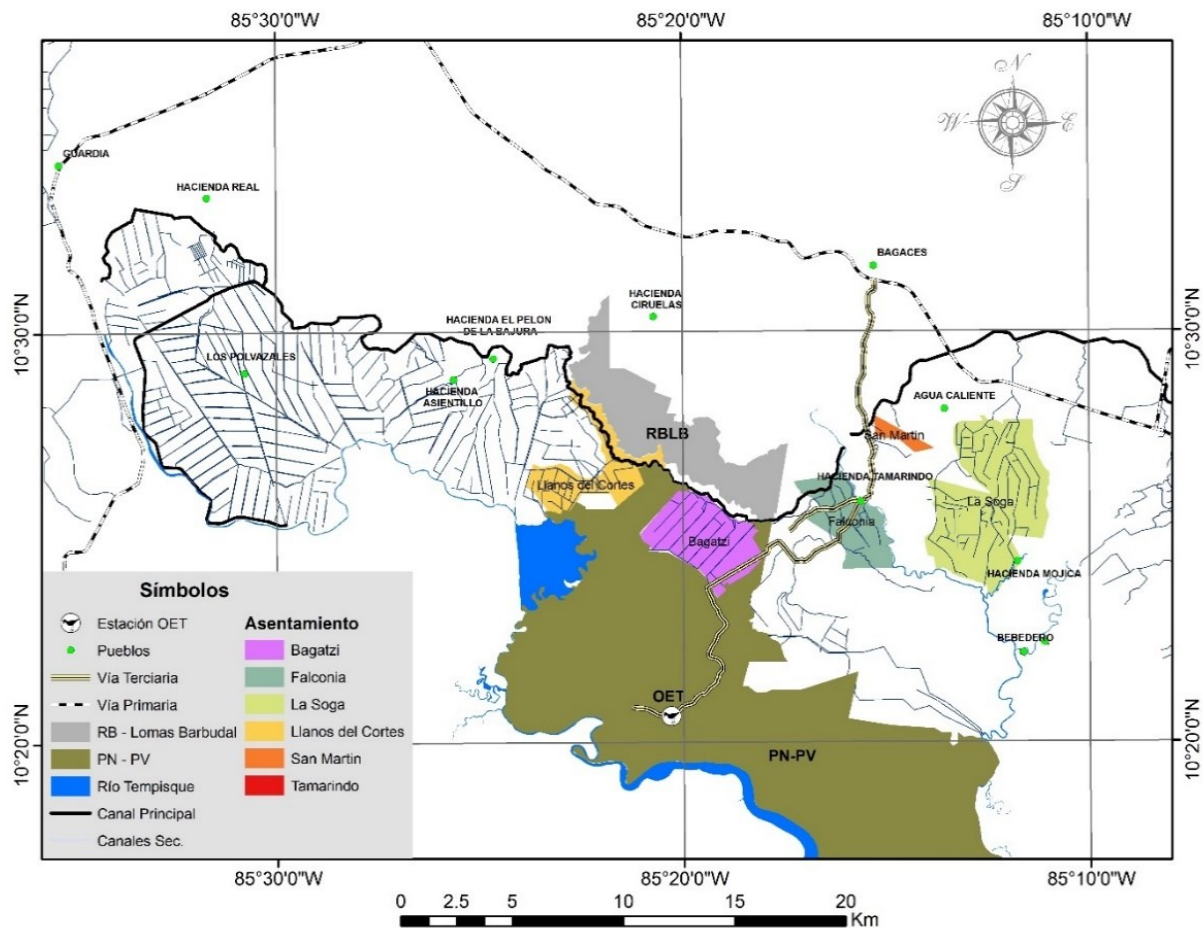 85°30'0"W
85°20'0"W
85°10'0"W
N
W
E
S
GUARDIA
HACIENDA REAL
BAGACES
HACIENDA
CIRUELAS
10°30'0"N
10°30'0"N
HACIENDA EL PELON
DE LA BAJURA
LOS POLVAZALES
HACIENDA
ASIENTILLO
AGUA CALIENTE
RBLB
San Martin
Llanos del Cortes
HACIENDA TAMARINDO
La Soga
Falconia
Bagatzi
HACIENDA MOJICA
BEBEDERO
OET
PN-PV
10°20'0"N
10°20'0"N
Símbolos
Estación OET
Pueblos
Vía Terciaria
Vía Primaria
RB - Lomas Barbudal
PN - PV
Río Tempisque
Canal Principal
Canales Sec.
Asentamiento
Bagatzi
Falconia
La Soga
Llanos del Cortes
San Martin
Tamarindo
85°30'0"W
85°20'0"W
85°10'0"W
0 2.5 5 10 15 20
Km